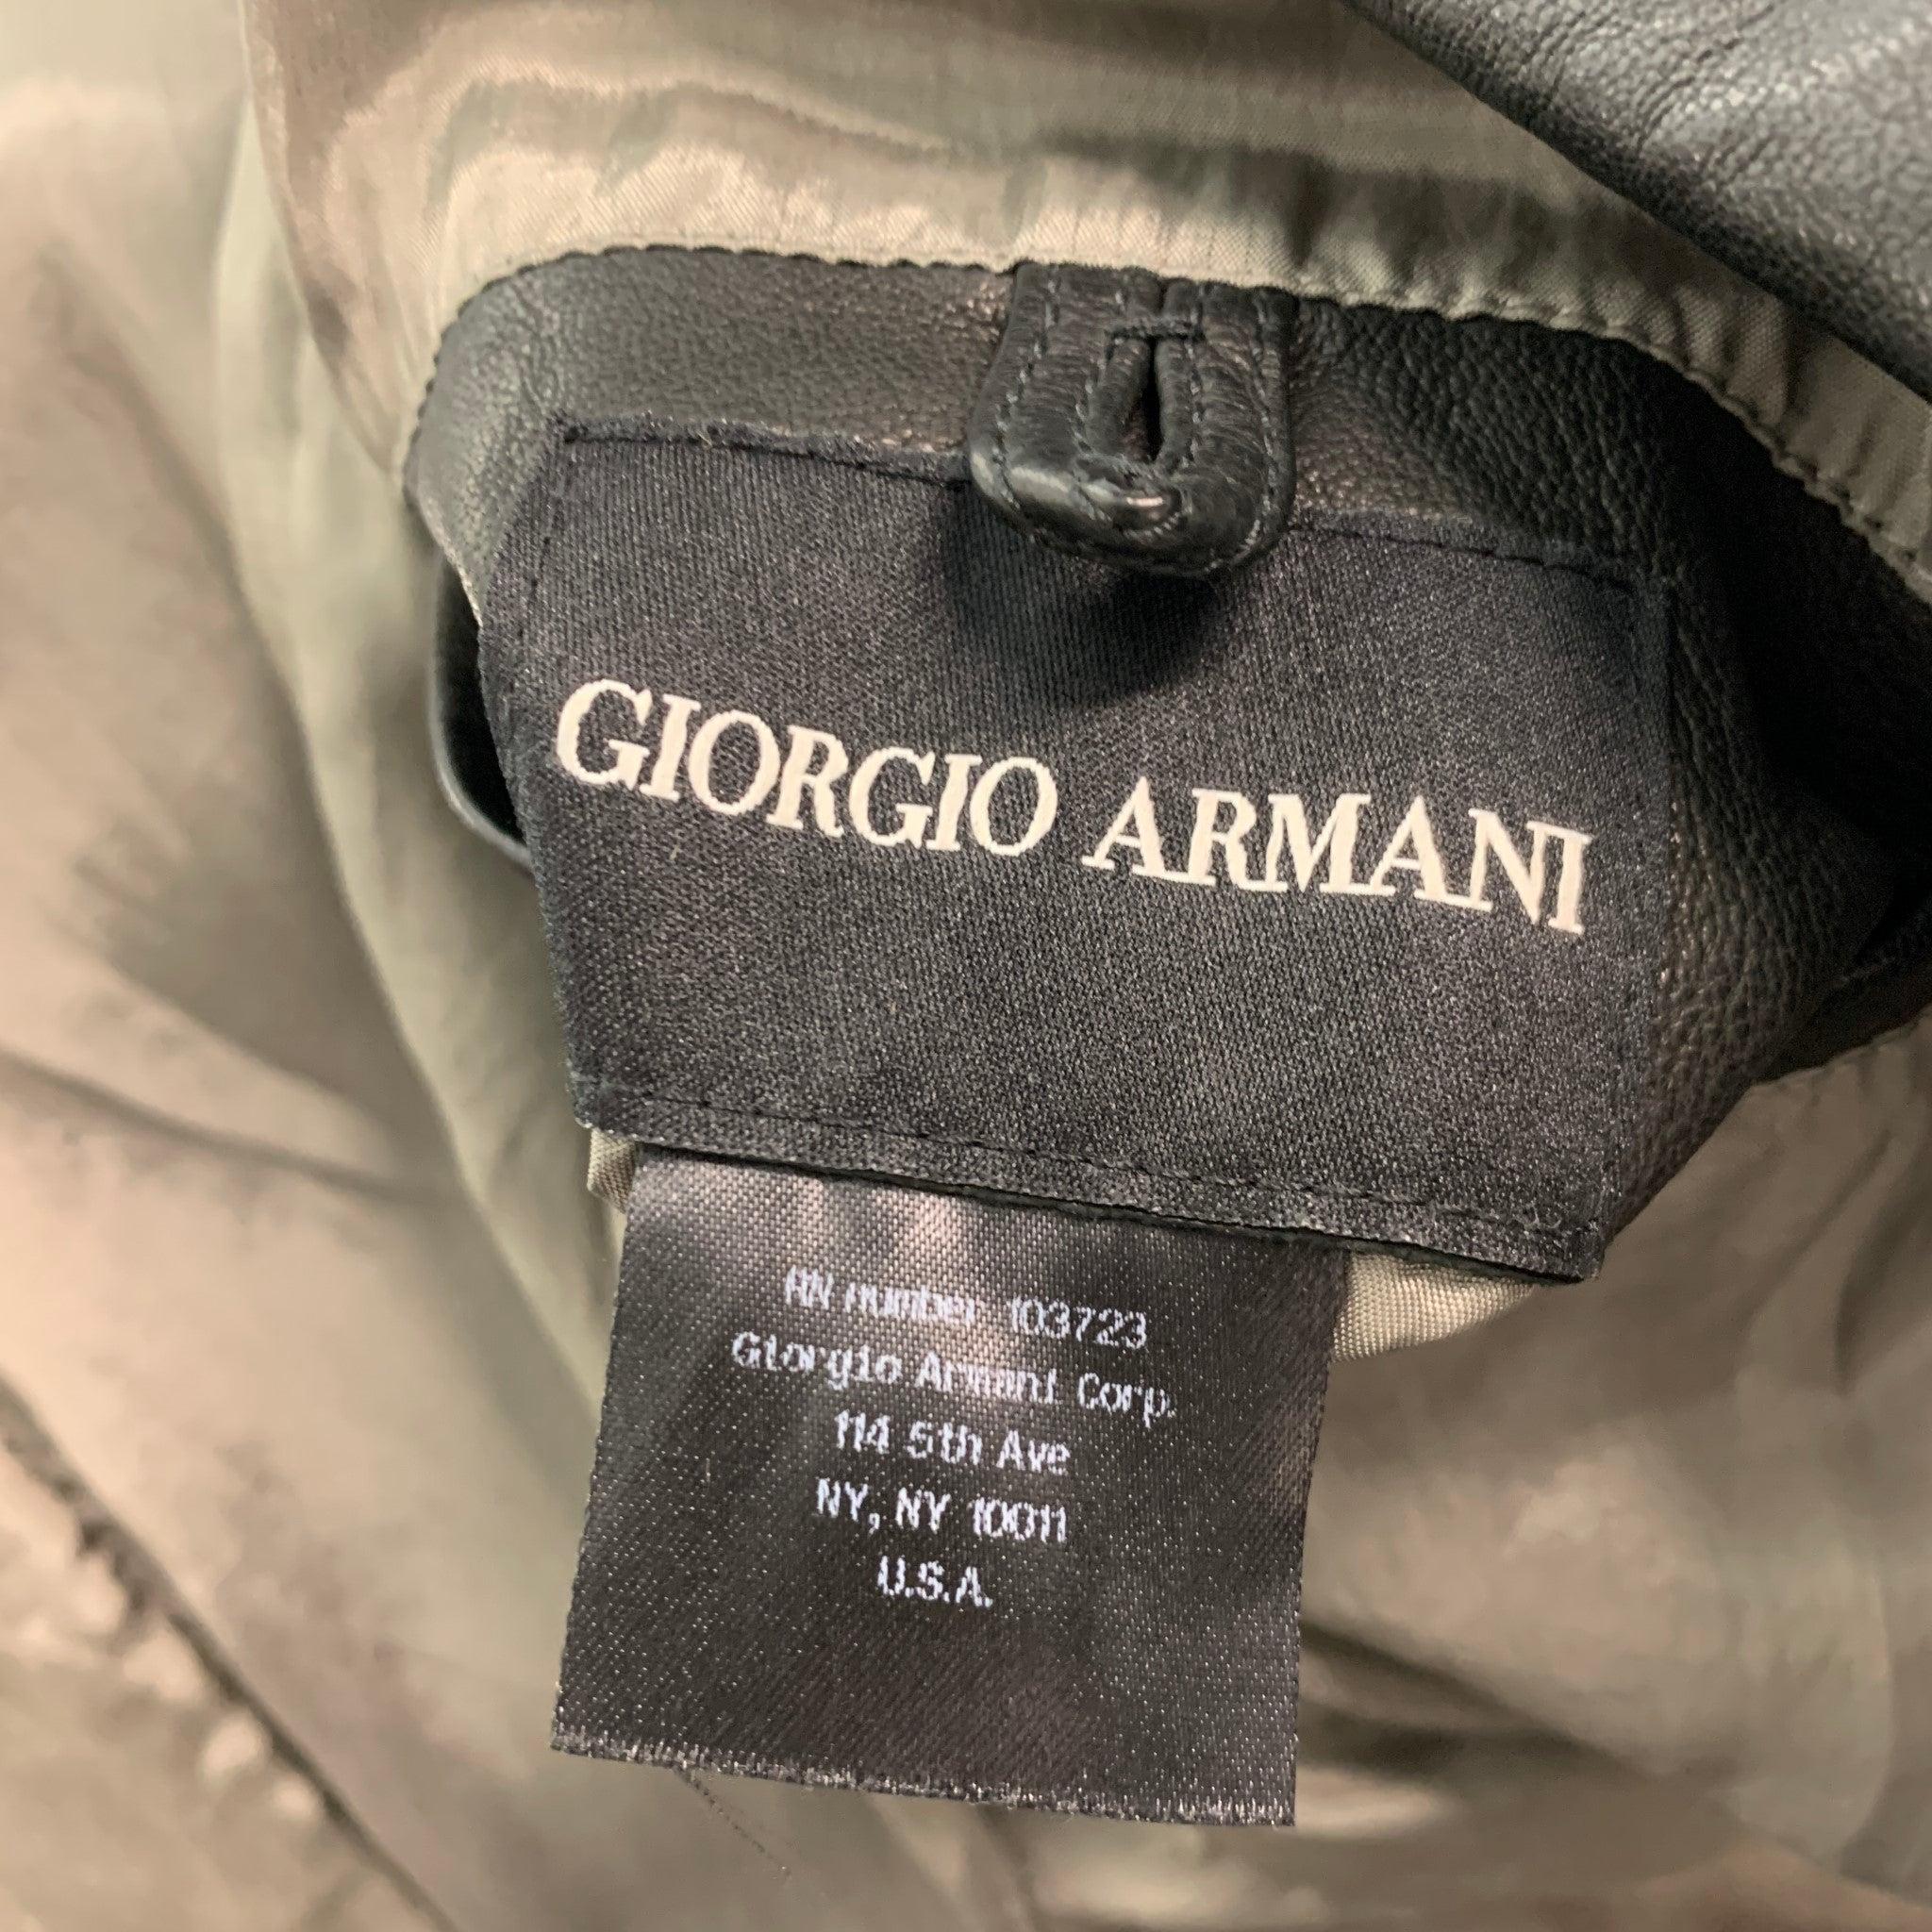 GIORGIO ARMANI
RN number 103723
Giorgio Armani Corp.
114 5th Ave
NY, NY 10011
U.S.A.